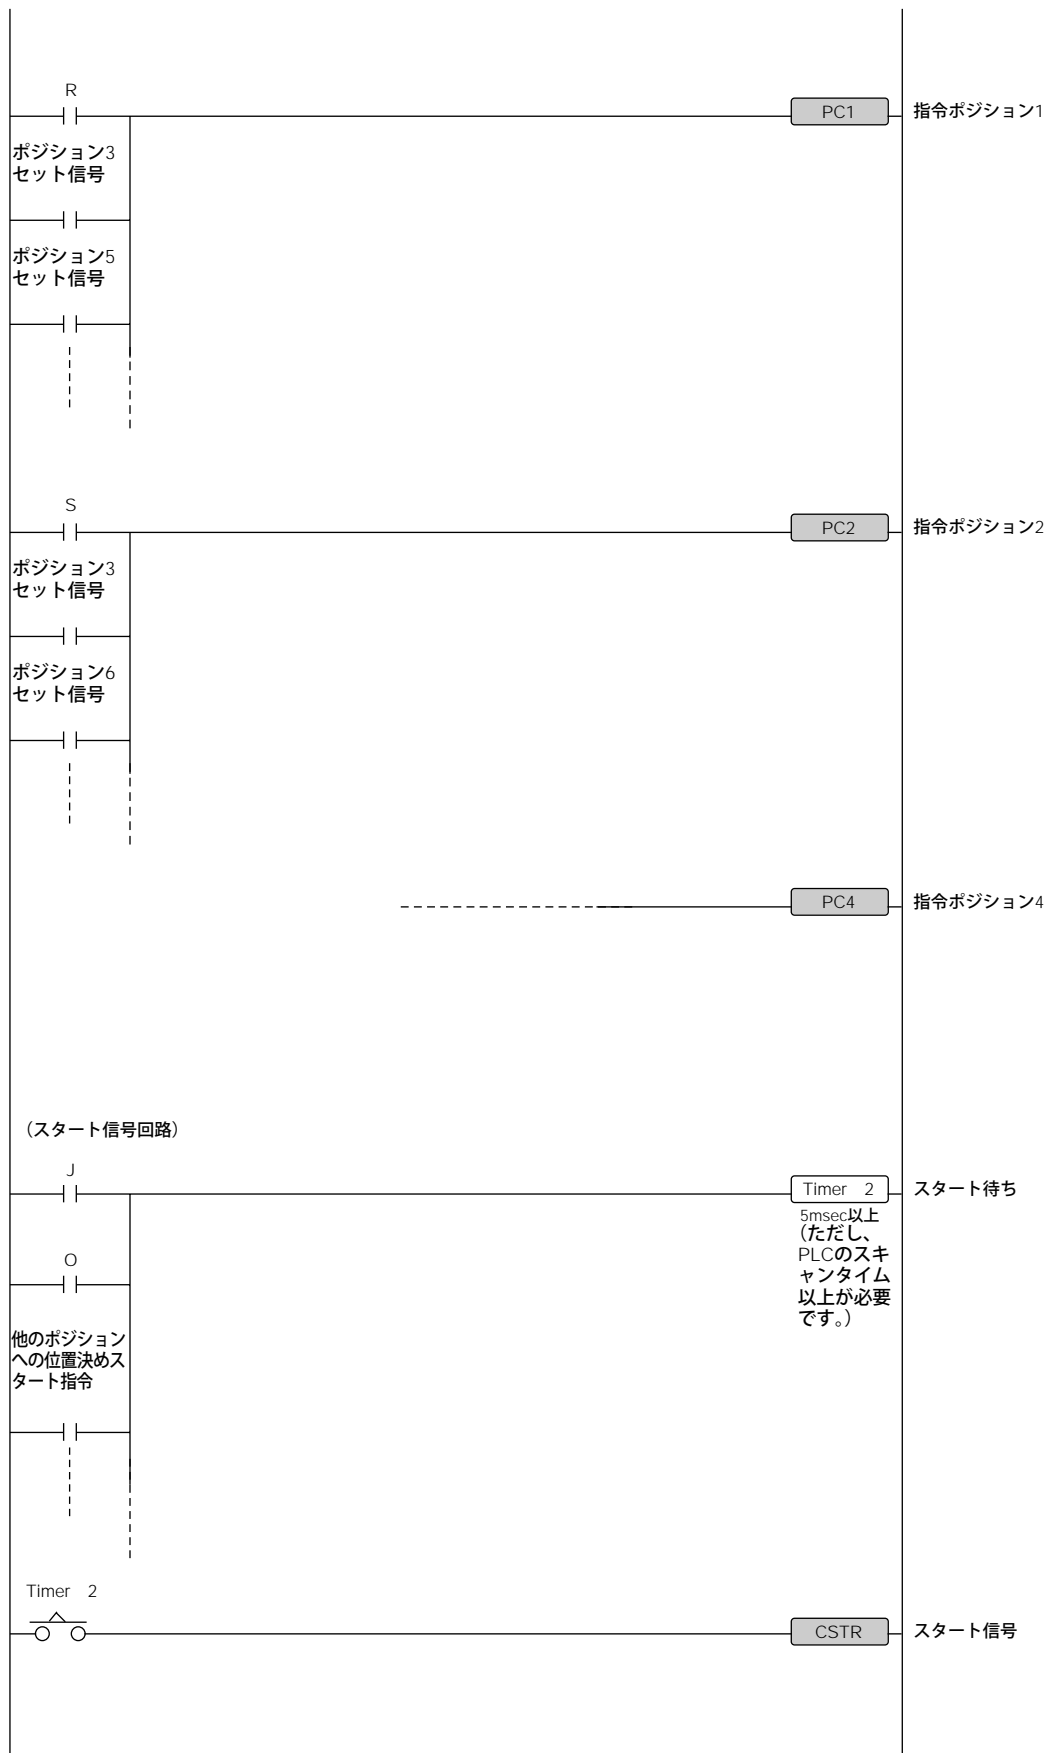 R
PC1
指令ポジション1
ポジション3
セット信号
ポジション5
セット信号
S
PC2
指令ポジション2
ポジション3
セット信号
ポジション6
セット信号
PC4
指令ポジション4
（スタート信号回路）
J
Timer 2
スタート待ち
5msec以上
（ただし、
PLCのスキ
ャンタイム
以上が必要
です。）
O
他のポジション
への位置決めス
タート指令
Timer 2
CSTR
スタート信号